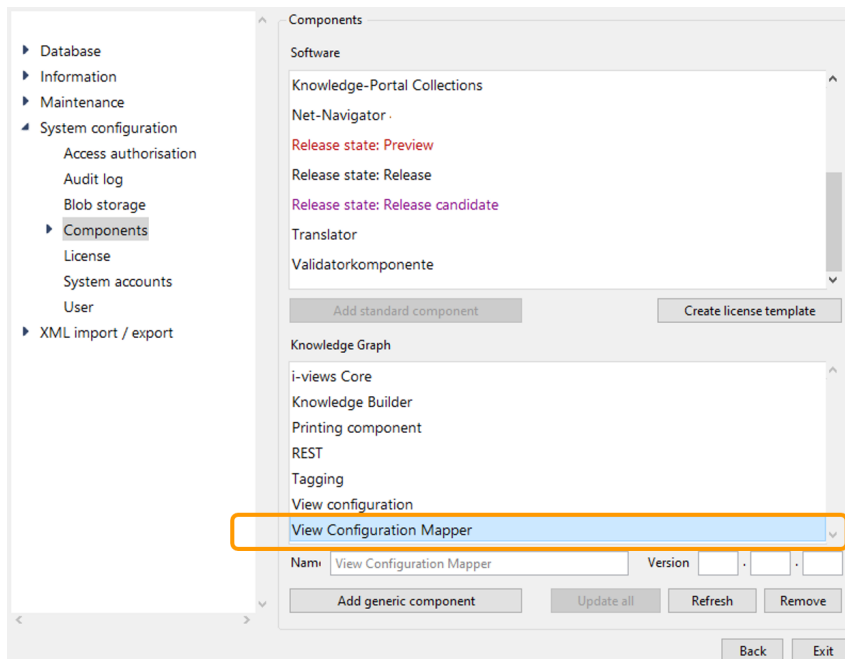 Database
Information
Maintenance
System configuration
Access authorisation
Audit log
Blob storage
Components
License
System accounts
User
XML import / export
Components
Software
Knowledge-Portal Collections
Net-Navigator
Release state: Preview
Release state: Release
Release state: Release candidate
Translator
Validatorkomponente
Add standard component Create license template
Knowledge Graph
i-views Core
Knowledge Builder
Printing component
REST
Tagging
View configuration
View Configuration Mapper
Name View Configuration Mapper Version . .
Add generic component Update all Refresh Remove
Back Exit